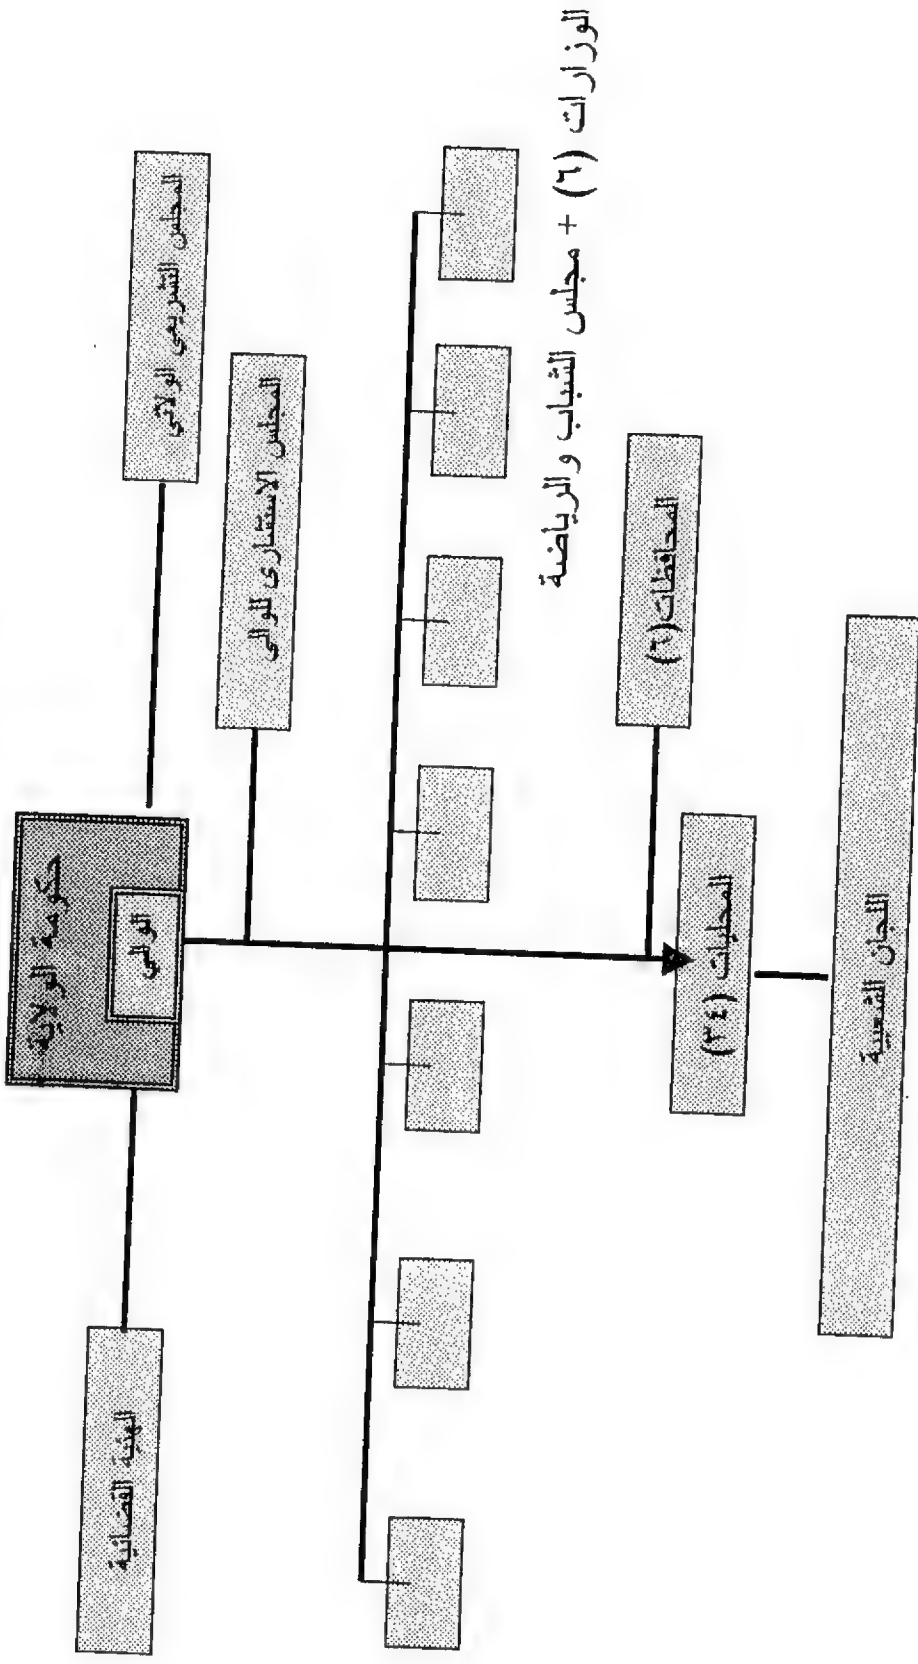 حكومة الولاية
الوالي
المجلس التشريعي الولائي
الهيئة القضائية
المجلس الاستشاري للوالي
الوزارات (٦) + مجلس الشباب والرياضة
المحافظات(٦)
المحليات (٣٤)
اللجان الشعبية